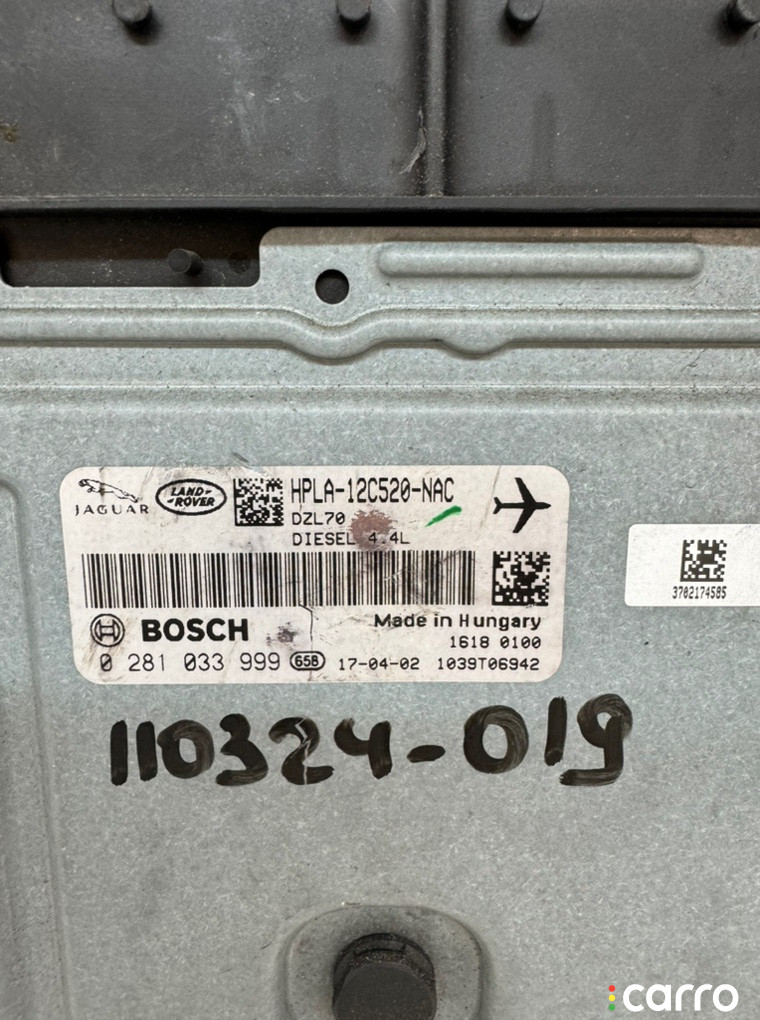 JAGUAR
LAND-ROVER
HPLA-12C520-NAC
DZL70
DIESEL 4.4L
3702174585
BOSCH
Made in Hungary
1618 0100
0 281 033 999 65B 17-04-02 1039T06942
110324-019
carro